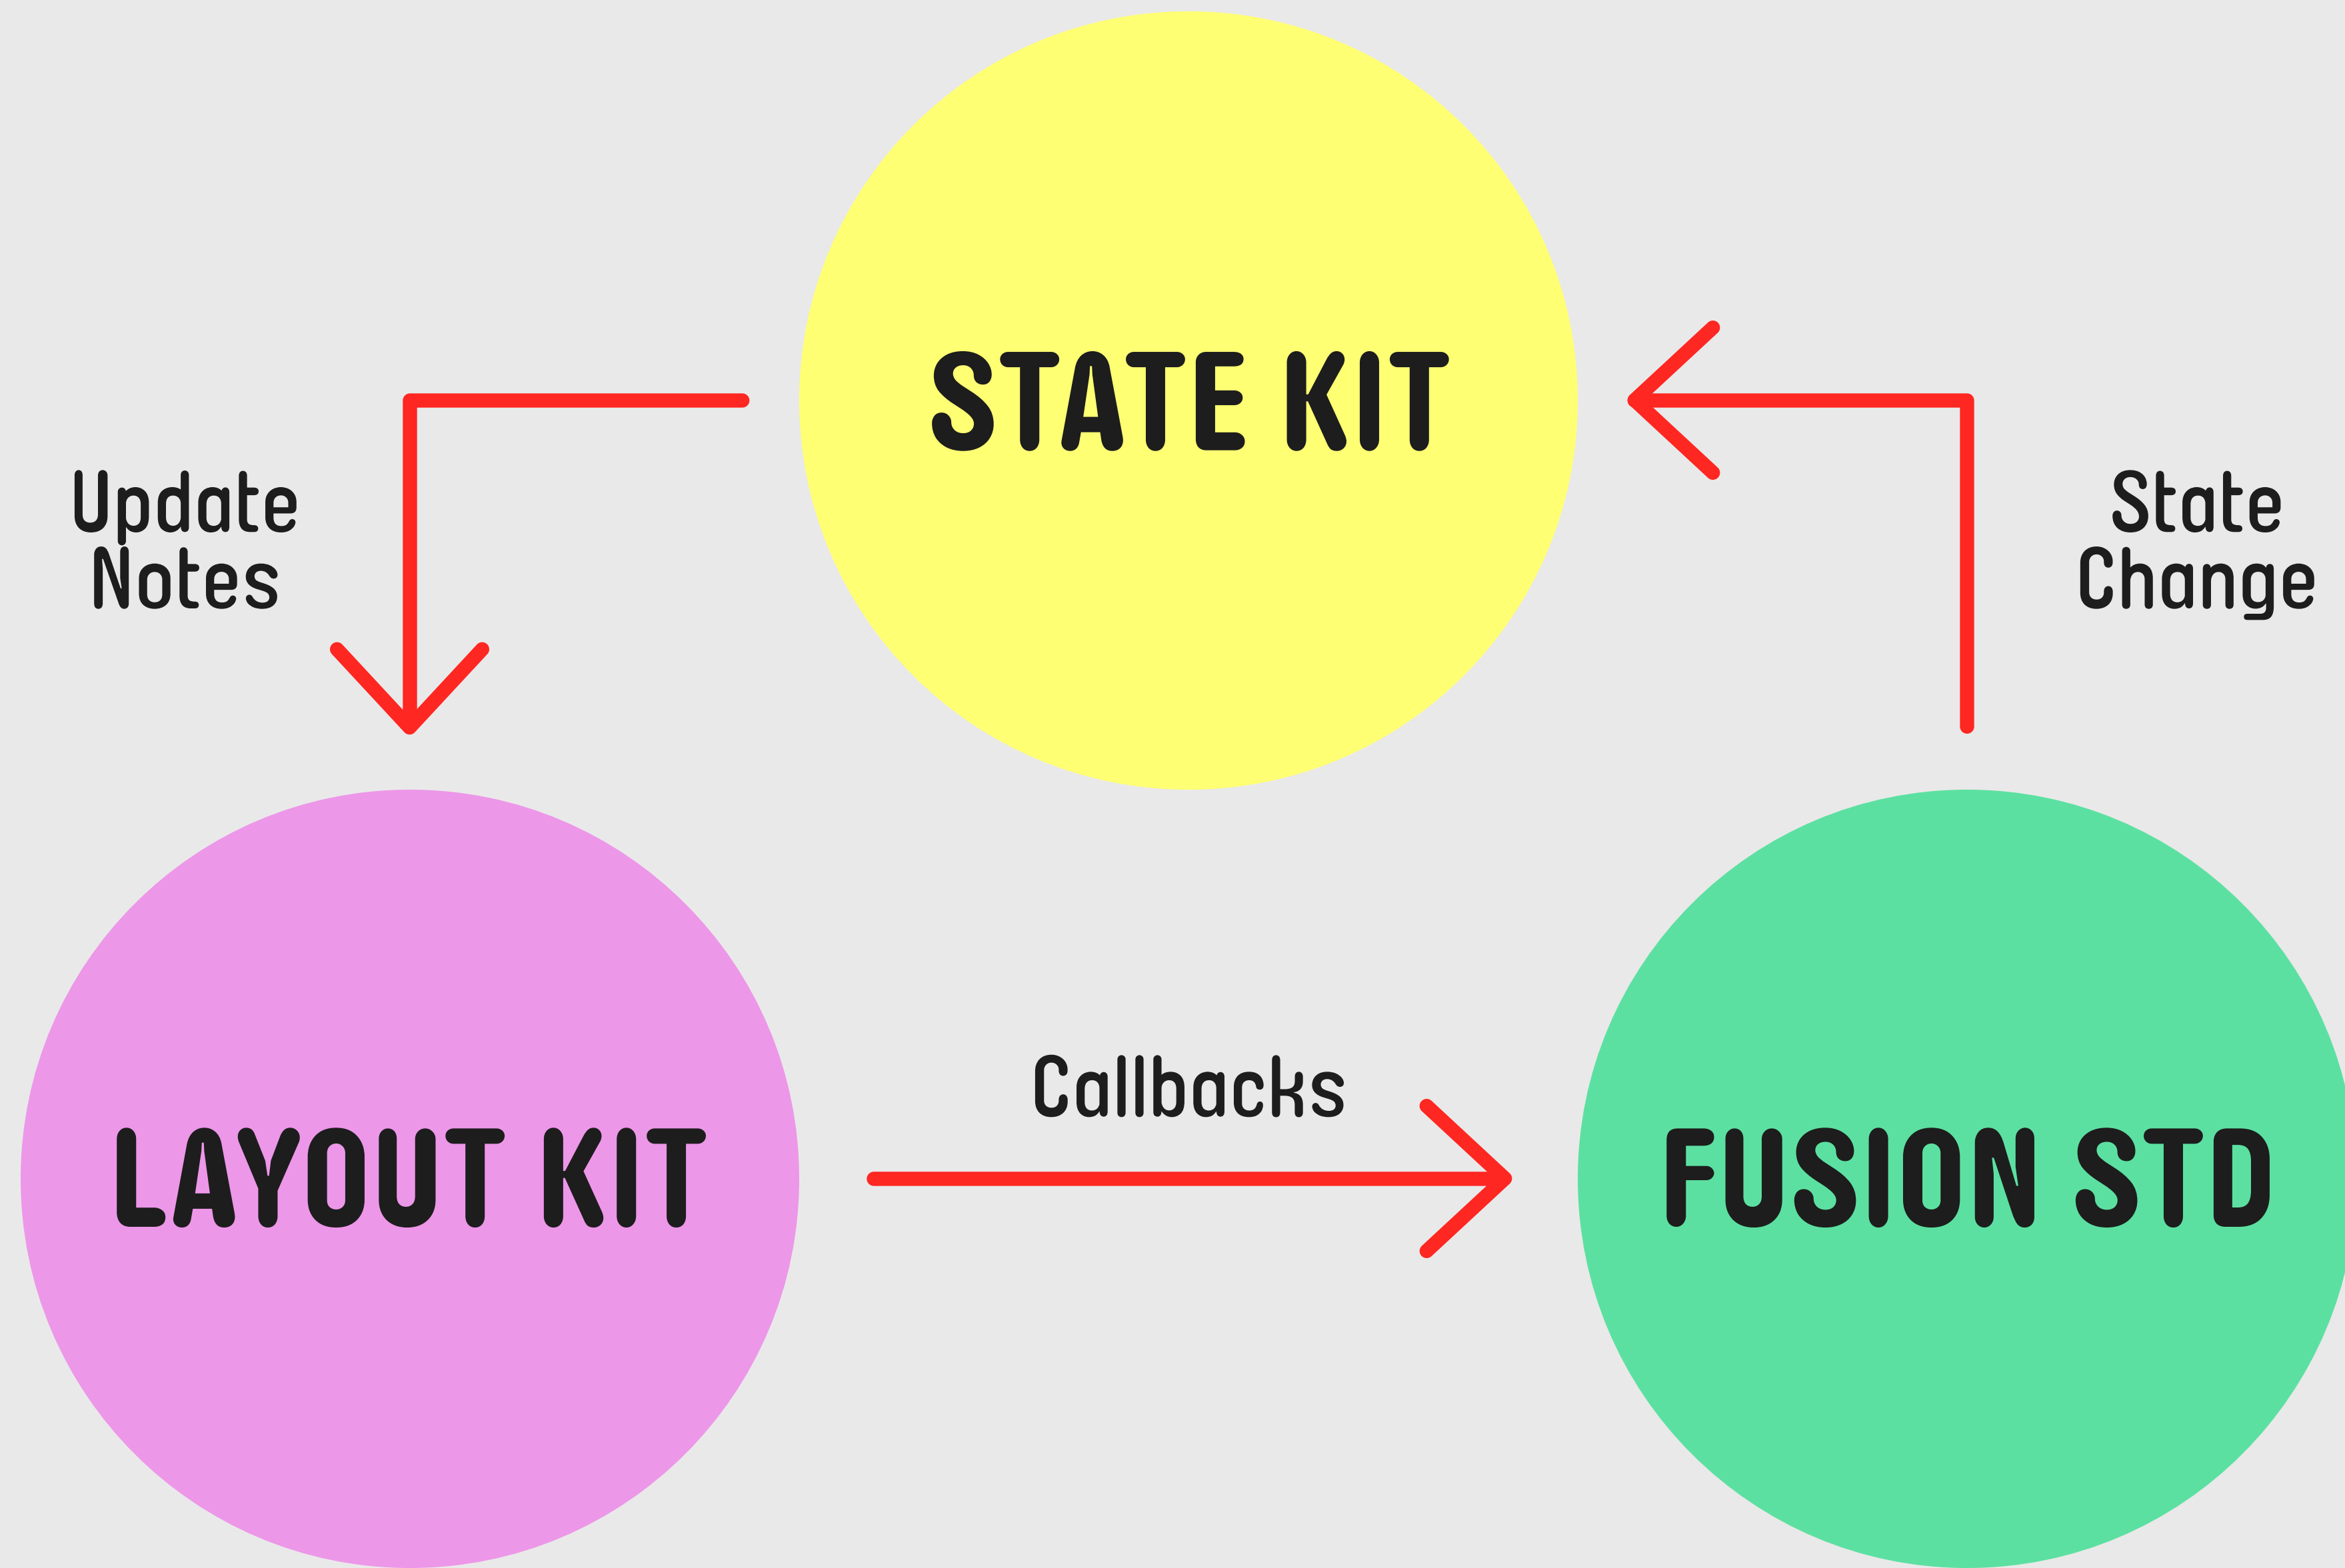 STATE KIT
Update
Notes
State
Change
Callbacks
LAYOUT KIT
FUSION STD